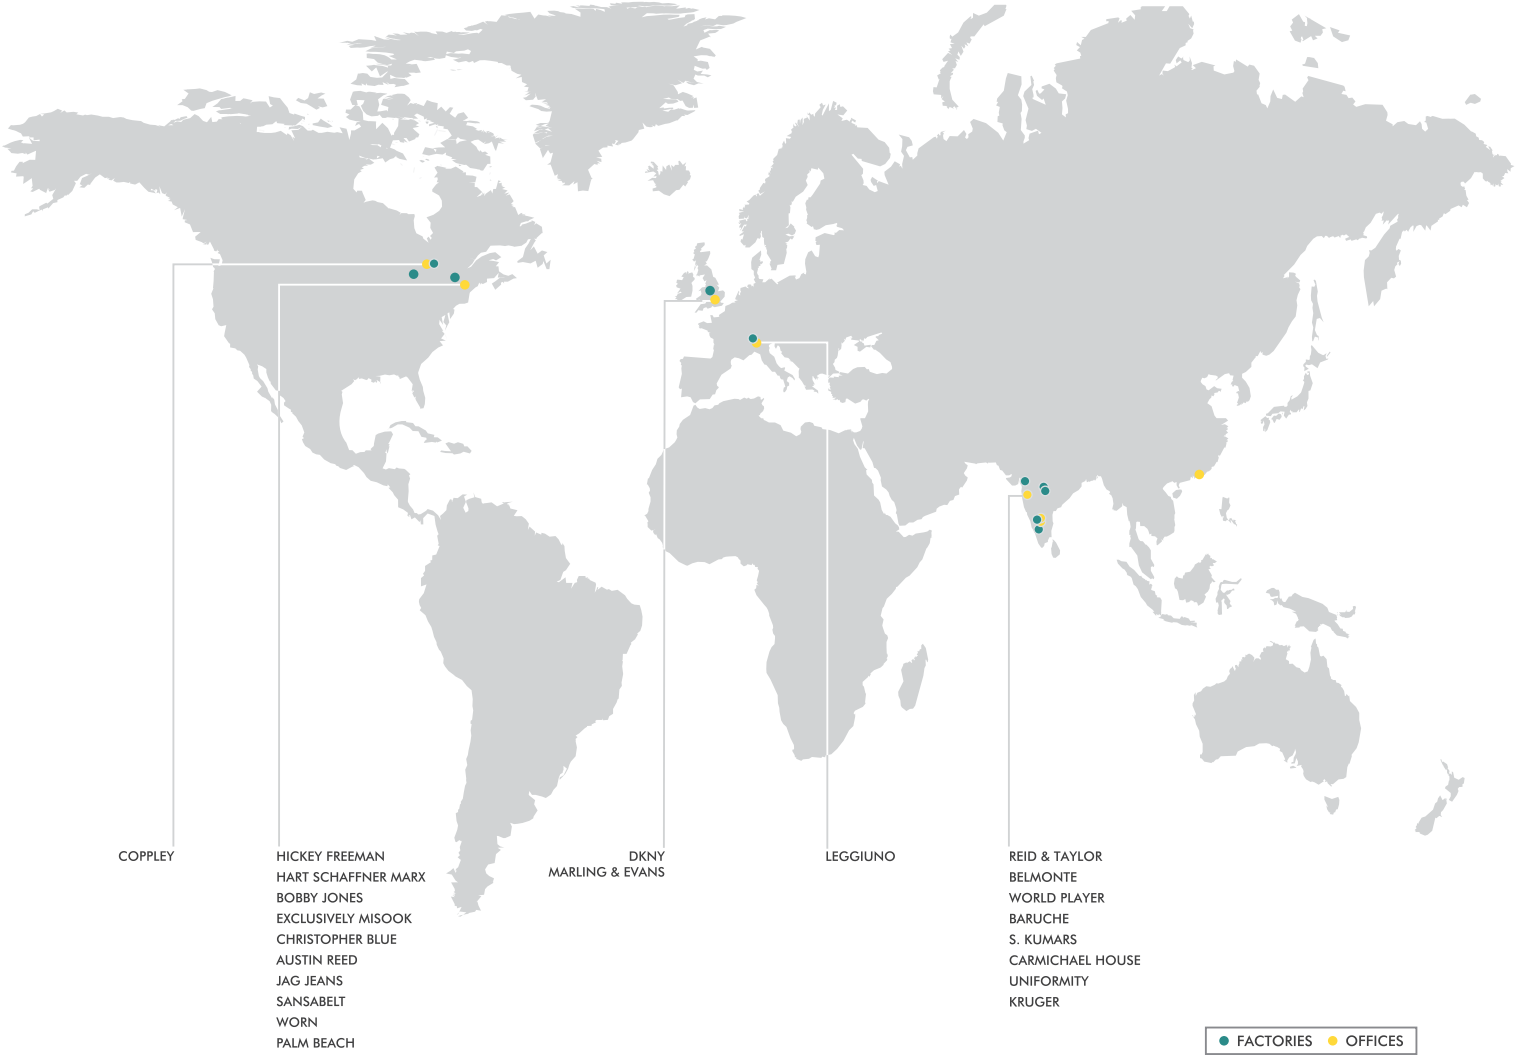 COPPLEY
HICKEY FREEMAN
HART SCHAFFNER MARX
BOBBY JONES
EXCLUSIVELY MISOOK
CHRISTOPHER BLUE
AUSTIN REED
JAG JEANS
SANSABELT
WORN
PALM BEACH
DKNY
MARLING & EVANS
LEGGIUNO
REID & TAYLOR
BELMONTE
WORLD PLAYER
BARUCHE
S. KUMARS
CARMICHAEL HOUSE
UNIFORMITY
KRUGER
FACTORIES OFFICES